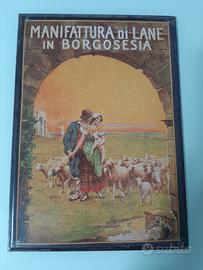 MANIFATTURA DI LANE
IN BORGOSESIA
subito